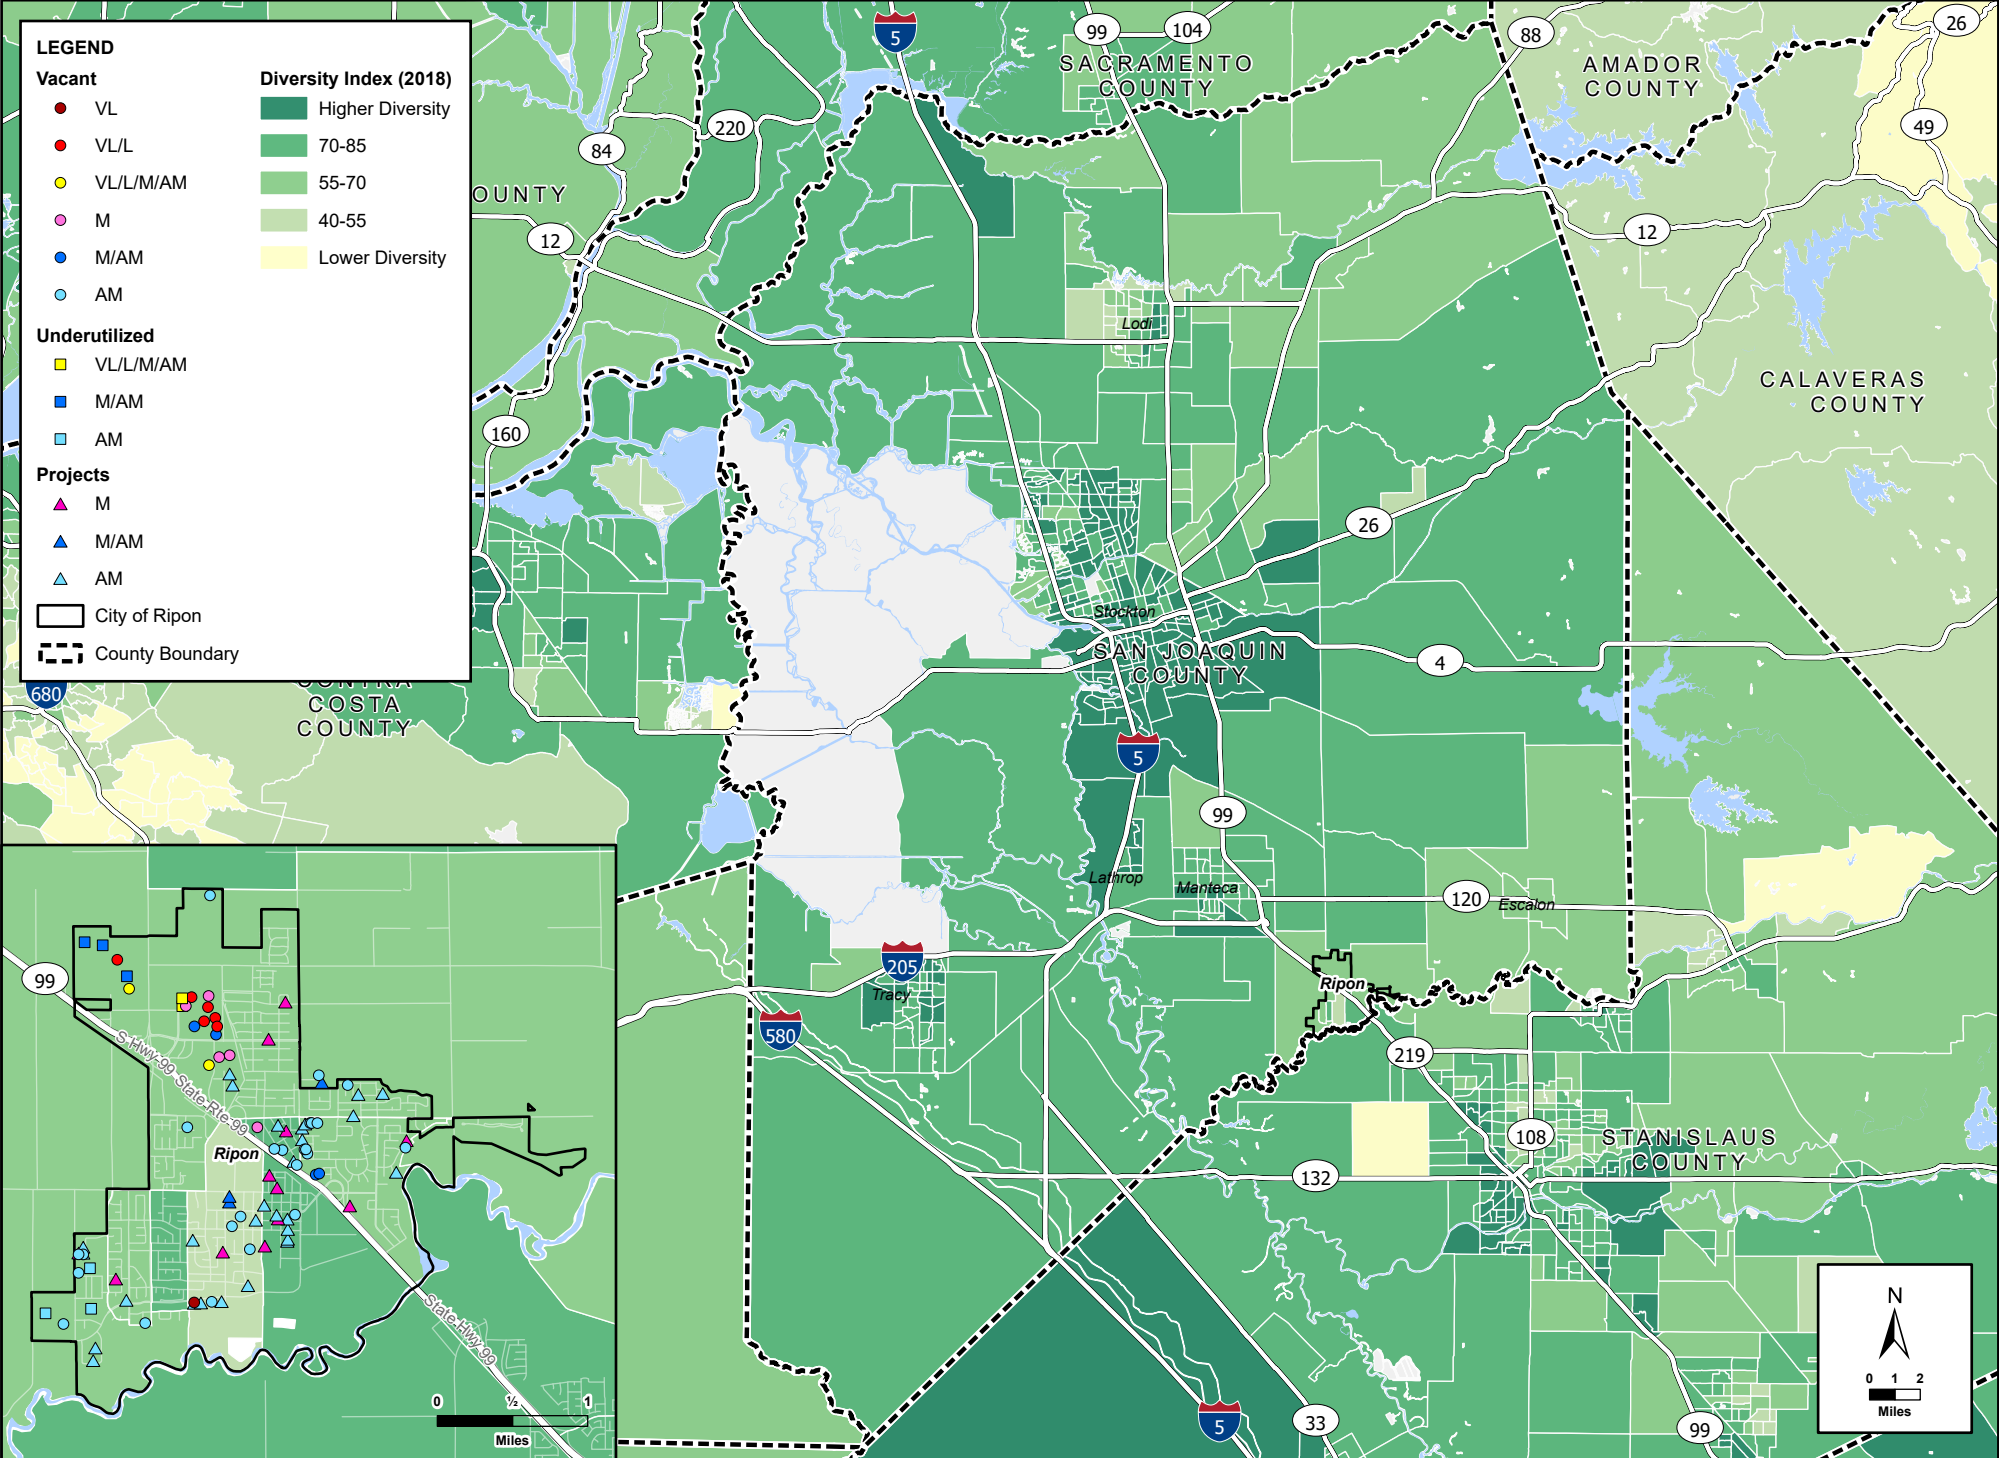 LEGEND
Vacant
VL
VL/L
VL/L/M/AM
M
M/AM
AM
Underutilized
VL/L/M/AM
M/AM
AM
Projects
M
M/AM
AM
City of Ripon
County Boundary
Diversity Index (2018)
Higher Diversity
70-85
55-70
40-55
Lower Diversity
5
99
104
88
26
SACRAMENTO
COUNTY
AMADOR
COUNTY
49
220
84
OUNTY
12
12
Lodi
CALAVERAS
COUNTY
160
26
Stockton
SAN JOAQUIN
COUNTY
4
680
COSTA
COUNTY
5
99
Lathrop
Manteca
120
Escalon
205
Tracy
Ripon
580
219
108
STANISLAUS
COUNTY
132
5
33
99
N
0 1 2
Miles
99
S Hwy-99-State-Rte-99
Ripon
State Hwy 99
0 ½ 1
Miles